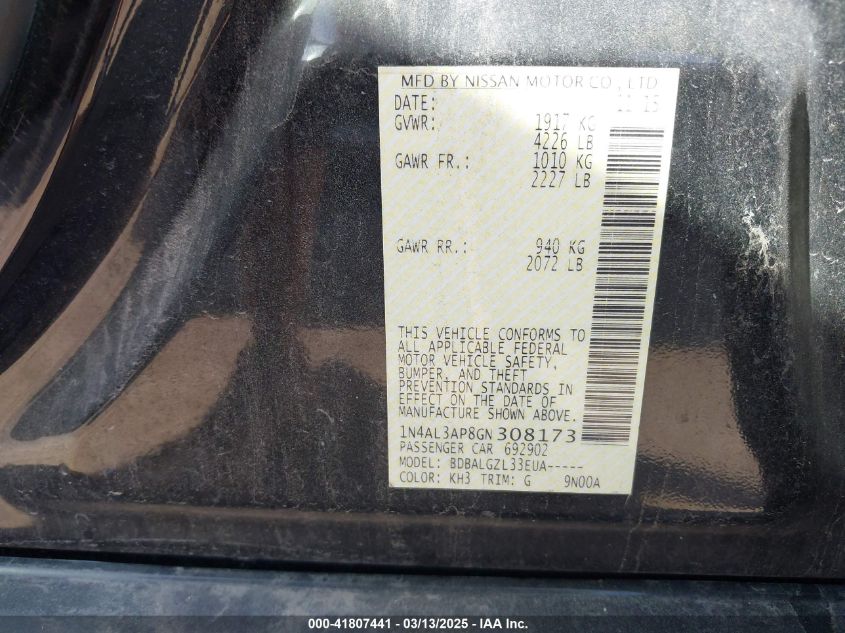 MFD BY NISSAN MOTOR CO., LTD
DATE: 15
GVWR: 1917 KG
4226 LB
GAWR FR.: 1010 KG
2227 LB
GAWR RR.: 940 KG
2072 LB
THIS VEHICLE CONFORMS TO
ALL APPLICABLE FEDERAL
MOTOR VEHICLE SAFETY,
BUMPER, AND THEFT
PREVENTION STANDARDS IN
EFFECT ON THE DATE OF
MANUFACTURE SHOWN ABOVE.
1N4AL3AP8GN308173
PASSENGER CAR 692902
MODEL: BDBALGZL33EUA-----
COLOR: KH3 TRIM: G 9N00A
000-41807441 - 03/13/2025 - IAA Inc.